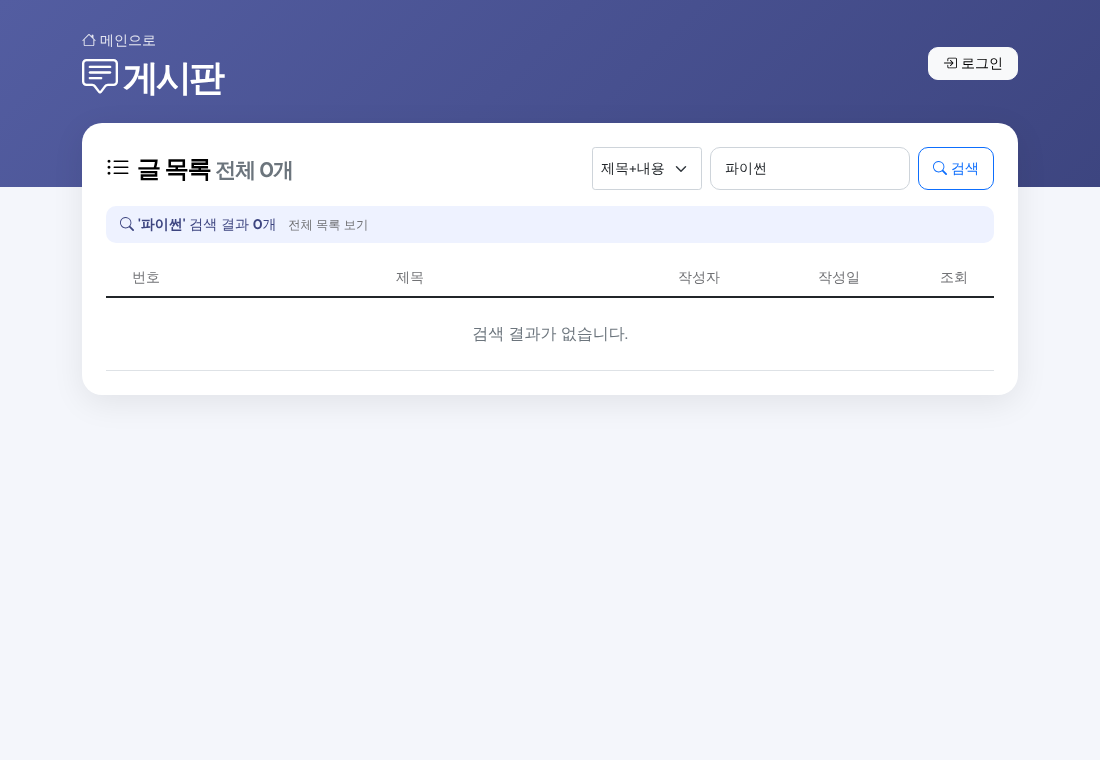 메인으로
게시판
로그인
글 목록 전체 0개
제목+내용
파이썬
검색
'파이썬' 검색 결과 0개 전체 목록 보기
번호 제목 작성자 작성일 조회
검색 결과가 없습니다.